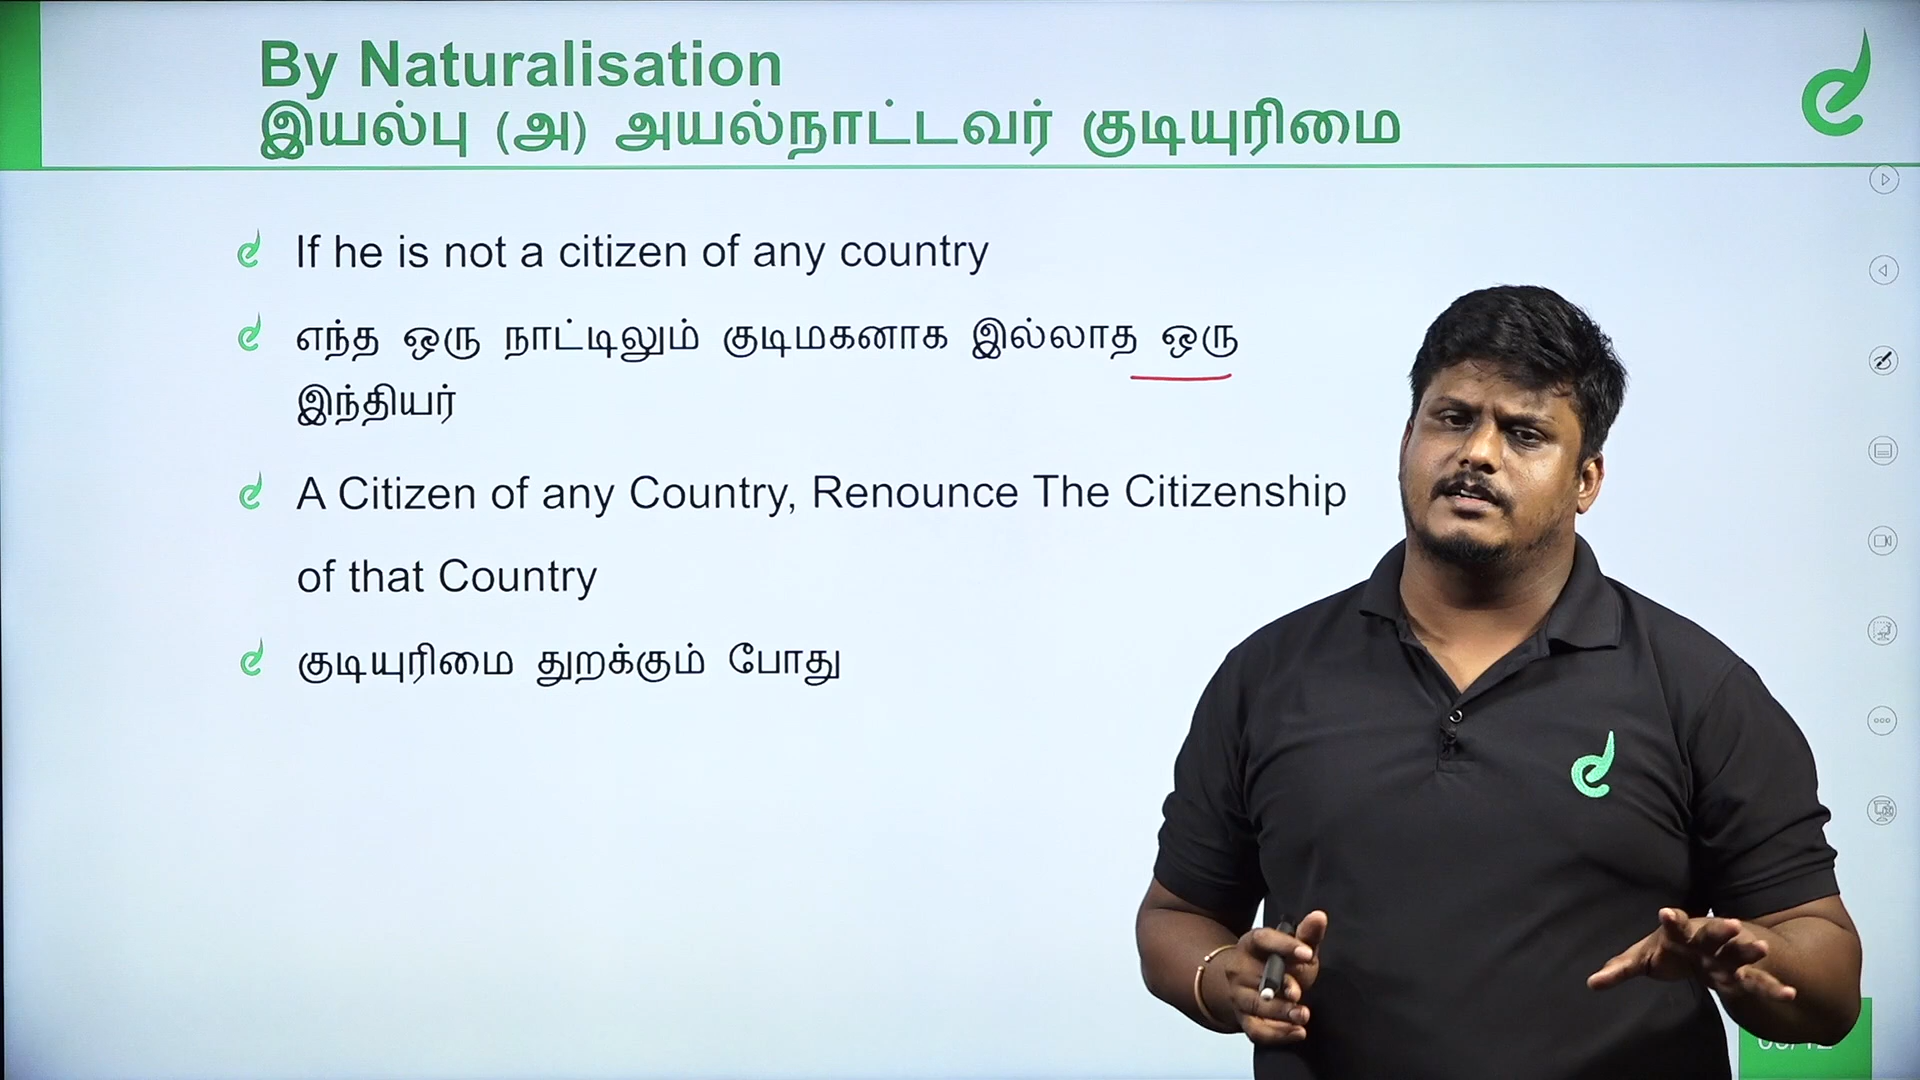 By Naturalisation
இயல்பு (அ) அயல்நாட்டவர் குடியுரிமை
If he is not a citizen of any country
எந்த ஒரு நாட்டிலும் குடிமகனாக இல்லாத ஒரு
இந்தியர்
A Citizen of any Country, Renounce The Citizenship
of that Country
குடியுரிமை துறக்கும் போது